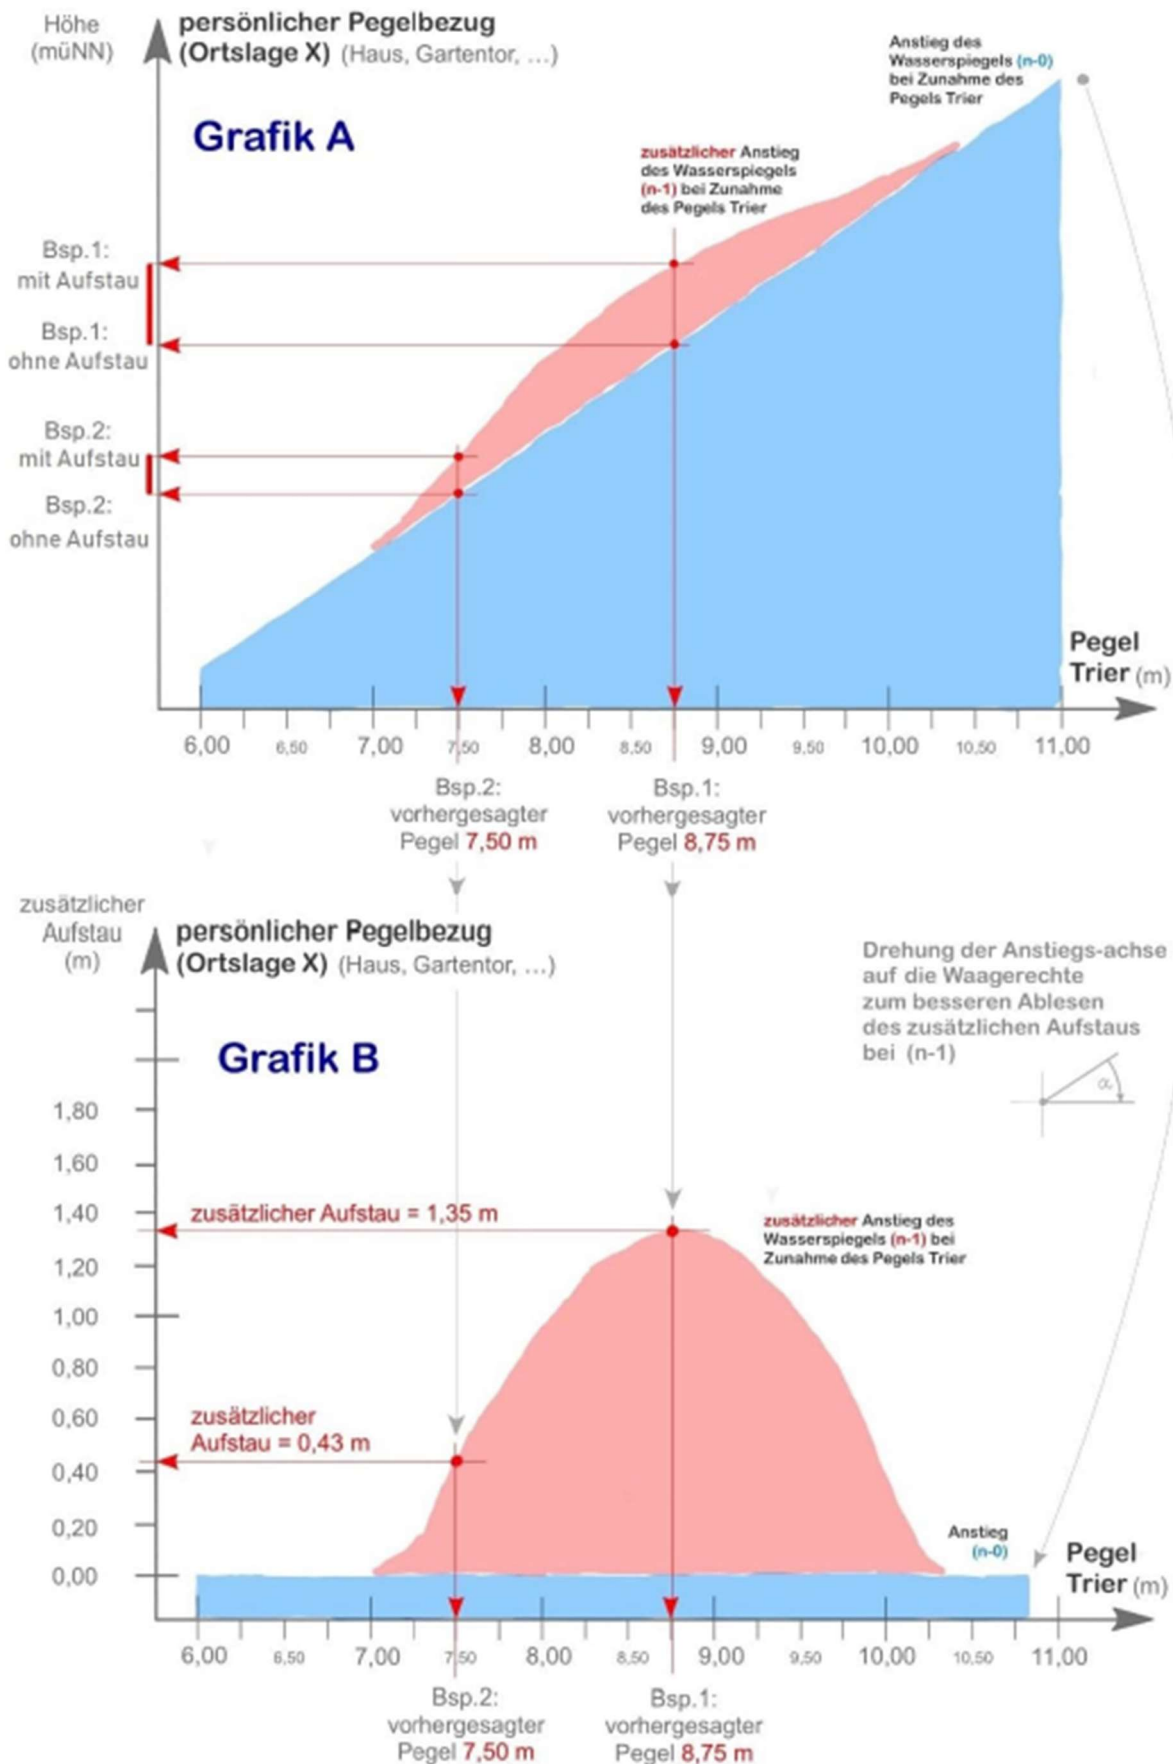 Höhe
(müNN)
persönlicher Pegelbezug
(Ortslage X) (Haus, Gartentor, ...)
Grafik A
Anstieg des
Wasserspiegels (n-0)
bei Zunahme des
Pegels Trier
zusätzlicher Anstieg
des Wasserspiegels
(n-1) bei Zunahme
des Pegels Trier
Bsp.1:
mit Aufstau
Bsp.1:
ohne Aufstau
Bsp.2:
mit Aufstau
Bsp.2:
ohne Aufstau
Pegel
Trier (m)
6,00 6,50 7,00 7,50 8,00 8,50 9,00 9,50 10,00 10,50 11,00
Bsp.2:
vorhergesagter
Pegel 7,50 m
Bsp.1:
vorhergesagter
Pegel 8,75 m
zusätzlicher
Aufstau
(m)
persönlicher Pegelbezug
(Ortslage X) (Haus, Gartentor, ...)
Grafik B
Drehung der Anstiegs-achse
auf die Waagerechte
zum besseren Ablesen
des zusätzlichen Aufstaus
bei (n-1)
α
1,80
1,60
1,40
1,20
1,00
0,80
0,60
0,40
0,20
0,00
zusätzlicher Aufstau = 1,35 m
zusätzlicher Anstieg des
Wasserspiegels (n-1) bei
Zunahme des Pegels Trier
zusätzlicher
Aufstau = 0,43 m
Anstieg
(n-0)
Pegel
Trier (m)
6,00 6,50 7,00 7,50 8,00 8,50 9,00 9,50 10,00 10,50 11,00
Bsp.2:
vorhergesagter
Pegel 7,50 m
Bsp.1:
vorhergesagter
Pegel 8,75 m